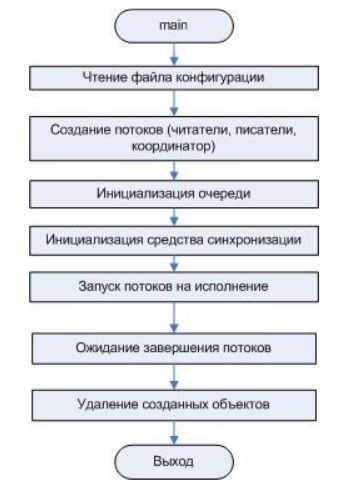 main
Чтение файла конфигурации
Создание потоков (читатели, писатели,
координатор)
Инициализация очереди
Инициализация средства синхронизации
Запуск потоков на исполнение
Ожидание завершения потоков
Удаление созданных объектов
Выход